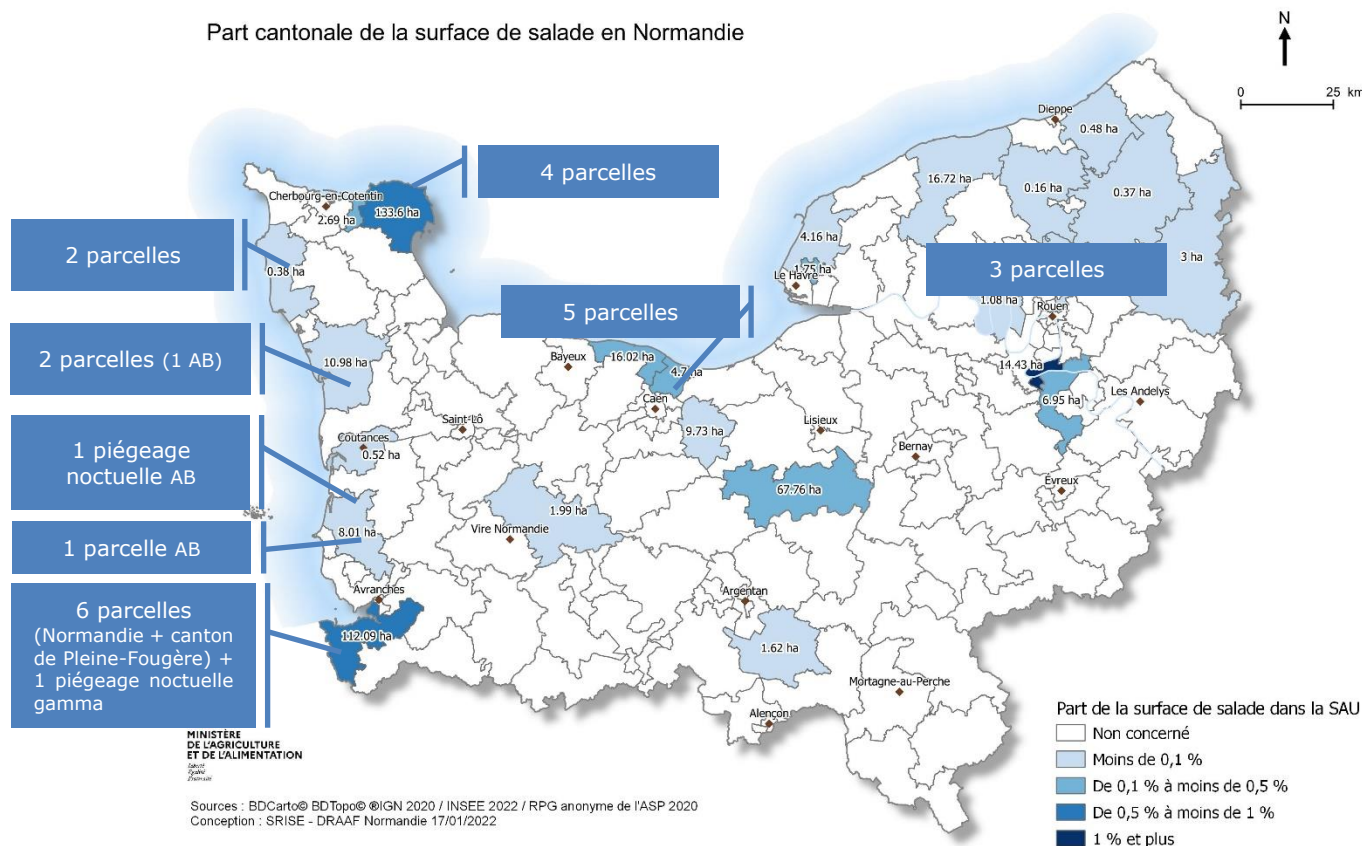 Part cantonale de la surface de salade en Normandie
N
0 25 km
Dieppe
0.48 ha
4 parcelles
16.72 ha
0.16 ha
0.37 ha
Cherbourg-en-Cotentin
133.6 ha
2.69 ha
2 parcelles
0.38 ha
4.16 ha
1.75 ha
Le Havre
3 parcelles
3 ha
1.08 ha
Rouen
5 parcelles
2 parcelles (1 AB)
10.98 ha
Bayeux
16.02 ha
4.7 ha
14.43 ha
Les Andelys
6.95 ha
Caen
Saint-Lô
9.73 ha
Lisieux
Bernay
1 piégeage
noctuelle AB
Coutances
0.52 ha
67.76 ha
Évreux
8.01 ha
1.99 ha
Vire Normandie
1 parcelle AB
Avranches
Argentan
6 parcelles
(Normandie + canton
de Pleine-Fougère) +
1 piégeage noctuelle
gamma
112.09 ha
1.62 ha
Mortagne-au-Perche
Alençon
MINISTÈRE
DE L'AGRICULTURE
ET DE L'ALIMENTATION
Liberté
Égalité
Fraternité
Part de la surface de salade dans la SAU
Non concerné
Moins de 0,1 %
De 0,1 % à moins de 0,5 %
De 0,5 % à moins de 1 %
1 % et plus
Sources : BDCarto© BDTopo© ®IGN 2020 / INSEE 2022 / RPG anonyme de l'ASP 2020
Conception : SRISE - DRAAF Normandie 17/01/2022